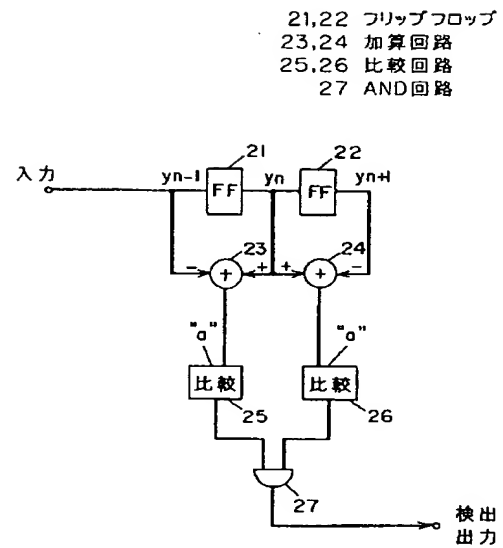 21,22 フリップフロップ
23,24 加算回路
25,26 比較回路
27 AND回路
入力
yn-1
21
FF
yn
22
FF
yn+1
23
24
－
+
+
+
+
－
"a"
"a"
比較
比較
25
26
27
検出
出力